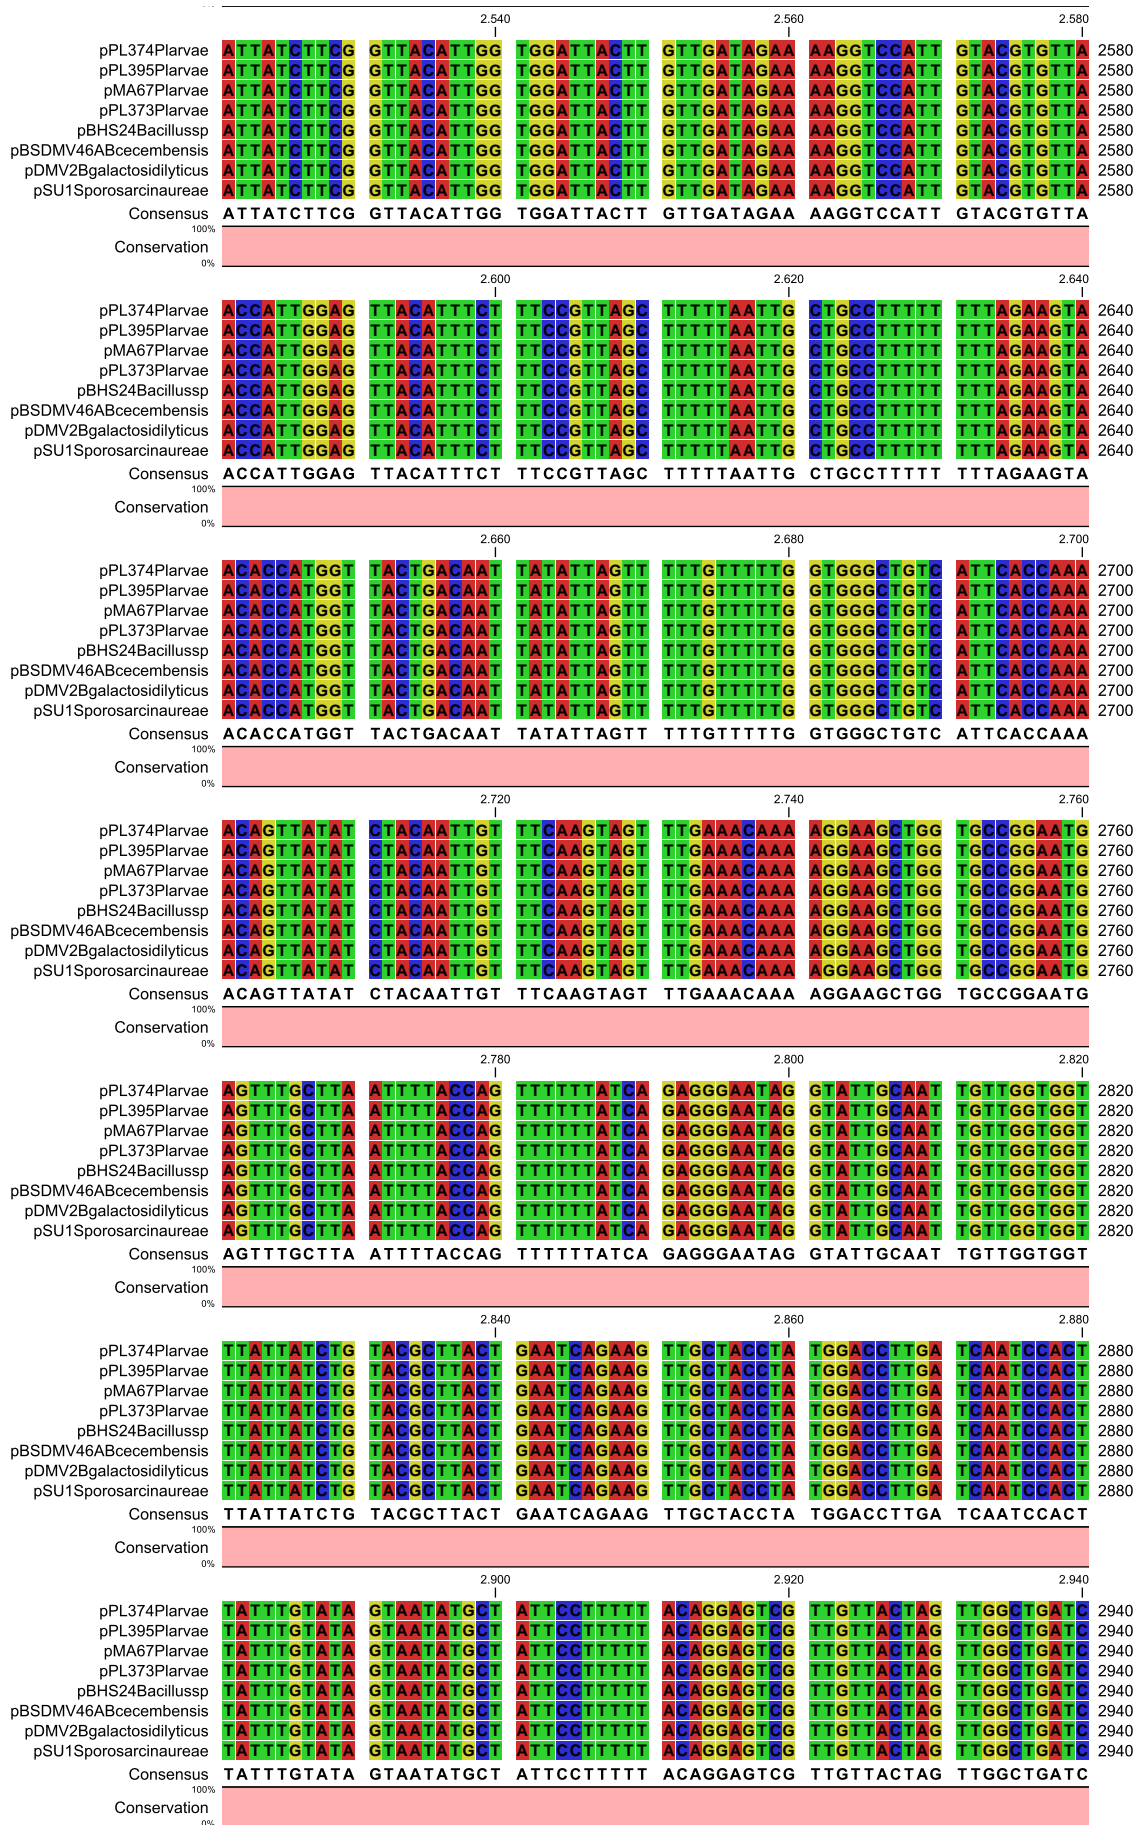 2.540 2.560 2.580
pPL374Plarvae ATTATCTTCG GTTACATTGG TGGATTACTT GTTGATAGAA AAGGTCCATT GTACGTGTTA 2580
pPL395Plarvae ATTATCTTCG GTTACATTGG TGGATTACTT GTTGATAGAA AAGGTCCATT GTACGTGTTA 2580
pMA67Plarvae ATTATCTTCG GTTACATTGG TGGATTACTT GTTGATAGAA AAGGTCCATT GTACGTGTTA 2580
pPL373Plarvae ATTATCTTCG GTTACATTGG TGGATTACTT GTTGATAGAA AAGGTCCATT GTACGTGTTA 2580
pBHS24Bacillussp ATTATCTTCG GTTACATTGG TGGATTACTT GTTGATAGAA AAGGTCCATT GTACGTGTTA 2580
pBSDMV46ABcecembensis ATTATCTTCG GTTACATTGG TGGATTACTT GTTGATAGAA AAGGTCCATT GTACGTGTTA 2580
pDMV2Bgalactosidilyticus ATTATCTTCG GTTACATTGG TGGATTACTT GTTGATAGAA AAGGTCCATT GTACGTGTTA 2580
pSU1Sporosarcinaureae ATTATCTTCG GTTACATTGG TGGATTACTT GTTGATAGAA AAGGTCCATT GTACGTGTTA 2580
Consensus ATTATCTTCG GTTACATTGG TGGATTACTT GTTGATAGAA AAGGTCCATT GTACGTGTTA
100%
Conservation
0%
2.600 2.620 2.640
pPL374Plarvae ACCATTGGAG TTACATTTCT TTCCGTTAGC TTTTTAATTG CTGCCTTTTT TTTAGAAGTA 2640
pPL395Plarvae ACCATTGGAG TTACATTTCT TTCCGTTAGC TTTTTAATTG CTGCCTTTTT TTTAGAAGTA 2640
pMA67Plarvae ACCATTGGAG TTACATTTCT TTCCGTTAGC TTTTTAATTG CTGCCTTTTT TTTAGAAGTA 2640
pPL373Plarvae ACCATTGGAG TTACATTTCT TTCCGTTAGC TTTTTAATTG CTGCCTTTTT TTTAGAAGTA 2640
pBHS24Bacillussp ACCATTGGAG TTACATTTCT TTCCGTTAGC TTTTTAATTG CTGCCTTTTT TTTAGAAGTA 2640
pBSDMV46ABcecembensis ACCATTGGAG TTACATTTCT TTCCGTTAGC TTTTTAATTG CTGCCTTTTT TTTAGAAGTA 2640
pDMV2Bgalactosidilyticus ACCATTGGAG TTACATTTCT TTCCGTTAGC TTTTTAATTG CTGCCTTTTT TTTAGAAGTA 2640
pSU1Sporosarcinaureae ACCATTGGAG TTACATTTCT TTCCGTTAGC TTTTTAATTG CTGCCTTTTT TTTAGAAGTA 2640
Consensus ACCATTGGAG TTACATTTCT TTCCGTTAGC TTTTTAATTG CTGCCTTTTT TTTAGAAGTA
100%
Conservation
0%
2.660 2.680 2.700
pPL374Plarvae ACACCATGGT TACTGACAAT TATATTAGTT TTTGTTTTTG GTGGGCTGTC ATTCACCAAA 2700
pPL395Plarvae ACACCATGGT TACTGACAAT TATATTAGTT TTTGTTTTTG GTGGGCTGTC ATTCACCAAA 2700
pMA67Plarvae ACACCATGGT TACTGACAAT TATATTAGTT TTTGTTTTTG GTGGGCTGTC ATTCACCAAA 2700
pPL373Plarvae ACACCATGGT TACTGACAAT TATATTAGTT TTTGTTTTTG GTGGGCTGTC ATTCACCAAA 2700
pBHS24Bacillussp ACACCATGGT TACTGACAAT TATATTAGTT TTTGTTTTTG GTGGGCTGTC ATTCACCAAA 2700
pBSDMV46ABcecembensis ACACCATGGT TACTGACAAT TATATTAGTT TTTGTTTTTG GTGGGCTGTC ATTCACCAAA 2700
pDMV2Bgalactosidilyticus ACACCATGGT TACTGACAAT TATATTAGTT TTTGTTTTTG GTGGGCTGTC ATTCACCAAA 2700
pSU1Sporosarcinaureae ACACCATGGT TACTGACAAT TATATTAGTT TTTGTTTTTG GTGGGCTGTC ATTCACCAAA 2700
Consensus ACACCATGGT TACTGACAAT TATATTAGTT TTTGTTTTTG GTGGGCTGTC ATTCACCAAA
100%
Conservation
0%
2.720 2.740 2.760
pPL374Plarvae ACAGTTATAT CTACAATTGT TTCAAGTAGT TTGAAACAAA AGGAAGCTGG TGCCGGAATG 2760
pPL395Plarvae ACAGTTATAT CTACAATTGT TTCAAGTAGT TTGAAACAAA AGGAAGCTGG TGCCGGAATG 2760
pMA67Plarvae ACAGTTATAT CTACAATTGT TTCAAGTAGT TTGAAACAAA AGGAAGCTGG TGCCGGAATG 2760
pPL373Plarvae ACAGTTATAT CTACAATTGT TTCAAGTAGT TTGAAACAAA AGGAAGCTGG TGCCGGAATG 2760
pBHS24Bacillussp ACAGTTATAT CTACAATTGT TTCAAGTAGT TTGAAACAAA AGGAAGCTGG TGCCGGAATG 2760
pBSDMV46ABcecembensis ACAGTTATAT CTACAATTGT TTCAAGTAGT TTGAAACAAA AGGAAGCTGG TGCCGGAATG 2760
pDMV2Bgalactosidilyticus ACAGTTATAT CTACAATTGT TTCAAGTAGT TTGAAACAAA AGGAAGCTGG TGCCGGAATG 2760
pSU1Sporosarcinaureae ACAGTTATAT CTACAATTGT TTCAAGTAGT TTGAAACAAA AGGAAGCTGG TGCCGGAATG 2760
Consensus ACAGTTATAT CTACAATTGT TTCAAGTAGT TTGAAACAAA AGGAAGCTGG TGCCGGAATG
100%
Conservation
0%
2.780 2.800 2.820
pPL374Plarvae AGTTTGCTTA ATTTTACCAG TTTTTTATCA GAGGGAATAG GTATTGCAAT TGTTGGTGGT 2820
pPL395Plarvae AGTTTGCTTA ATTTTACCAG TTTTTTATCA GAGGGAATAG GTATTGCAAT TGTTGGTGGT 2820
pMA67Plarvae AGTTTGCTTA ATTTTACCAG TTTTTTATCA GAGGGAATAG GTATTGCAAT TGTTGGTGGT 2820
pPL373Plarvae AGTTTGCTTA ATTTTACCAG TTTTTTATCA GAGGGAATAG GTATTGCAAT TGTTGGTGGT 2820
pBHS24Bacillussp AGTTTGCTTA ATTTTACCAG TTTTTTATCA GAGGGAATAG GTATTGCAAT TGTTGGTGGT 2820
pBSDMV46ABcecembensis AGTTTGCTTA ATTTTACCAG TTTTTTATCA GAGGGAATAG GTATTGCAAT TGTTGGTGGT 2820
pDMV2Bgalactosidilyticus AGTTTGCTTA ATTTTACCAG TTTTTTATCA GAGGGAATAG GTATTGCAAT TGTTGGTGGT 2820
pSU1Sporosarcinaureae AGTTTGCTTA ATTTTACCAG TTTTTTATCA GAGGGAATAG GTATTGCAAT TGTTGGTGGT 2820
Consensus AGTTTGCTTA ATTTTACCAG TTTTTTATCA GAGGGAATAG GTATTGCAAT TGTTGGTGGT
100%
Conservation
0%
2.840 2.860 2.880
pPL374Plarvae TTATTATCTG TACGCTTACT GAATCAGAAG TTGCTACCTA TGGACCTTGA TCAATCCACT 2880
pPL395Plarvae TTATTATCTG TACGCTTACT GAATCAGAAG TTGCTACCTA TGGACCTTGA TCAATCCACT 2880
pMA67Plarvae TTATTATCTG TACGCTTACT GAATCAGAAG TTGCTACCTA TGGACCTTGA TCAATCCACT 2880
pPL373Plarvae TTATTATCTG TACGCTTACT GAATCAGAAG TTGCTACCTA TGGACCTTGA TCAATCCACT 2880
pBHS24Bacillussp TTATTATCTG TACGCTTACT GAATCAGAAG TTGCTACCTA TGGACCTTGA TCAATCCACT 2880
pBSDMV46ABcecembensis TTATTATCTG TACGCTTACT GAATCAGAAG TTGCTACCTA TGGACCTTGA TCAATCCACT 2880
pDMV2Bgalactosidilyticus TTATTATCTG TACGCTTACT GAATCAGAAG TTGCTACCTA TGGACCTTGA TCAATCCACT 2880
pSU1Sporosarcinaureae TTATTATCTG TACGCTTACT GAATCAGAAG TTGCTACCTA TGGACCTTGA TCAATCCACT 2880
Consensus TTATTATCTG TACGCTTACT GAATCAGAAG TTGCTACCTA TGGACCTTGA TCAATCCACT
100%
Conservation
0%
2.900 2.920 2.940
pPL374Plarvae TATTTGTATA GTAATATGCT ATTCCTTTTT ACAGGAGTCG TTGTTACTAG TTGGCTGATC 2940
pPL395Plarvae TATTTGTATA GTAATATGCT ATTCCTTTTT ACAGGAGTCG TTGTTACTAG TTGGCTGATC 2940
pMA67Plarvae TATTTGTATA GTAATATGCT ATTCCTTTTT ACAGGAGTCG TTGTTACTAG TTGGCTGATC 2940
pPL373Plarvae TATTTGTATA GTAATATGCT ATTCCTTTTT ACAGGAGTCG TTGTTACTAG TTGGCTGATC 2940
pBHS24Bacillussp TATTTGTATA GTAATATGCT ATTCCTTTTT ACAGGAGTCG TTGTTACTAG TTGGCTGATC 2940
pBSDMV46ABcecembensis TATTTGTATA GTAATATGCT ATTCCTTTTT ACAGGAGTCG TTGTTACTAG TTGGCTGATC 2940
pDMV2Bgalactosidilyticus TATTTGTATA GTAATATGCT ATTCCTTTTT ACAGGAGTCG TTGTTACTAG TTGGCTGATC 2940
pSU1Sporosarcinaureae TATTTGTATA GTAATATGCT ATTCCTTTTT ACAGGAGTCG TTGTTACTAG TTGGCTGATC 2940
Consensus TATTTGTATA GTAATATGCT ATTCCTTTTT ACAGGAGTCG TTGTTACTAG TTGGCTGATC
100%
Conservation
0%